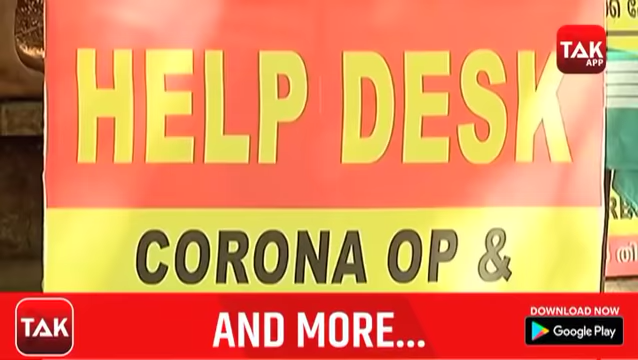 TAK
APP
HELP DESK
CORONA OP &
TAK
AND MORE...
DOWNLOAD NOW
Google Play